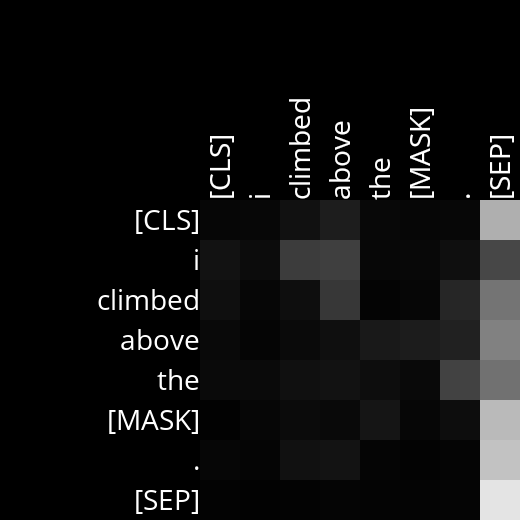 [CLS]
i
climbed
above
the
[MASK]
.
[SEP]
[CLS]
i
climbed
above
the
[MASK]
.
[SEP]